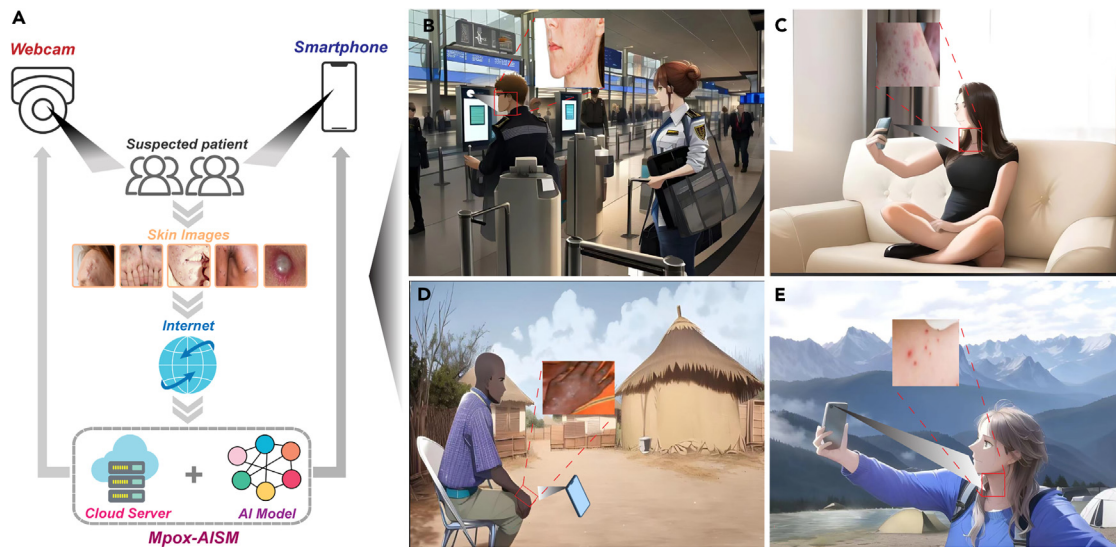 A
Webcam
Smartphone
Suspected patient
Skin Images
Internet
+
Cloud Server
AI Model
Mpox-AISM
B
C
D
E